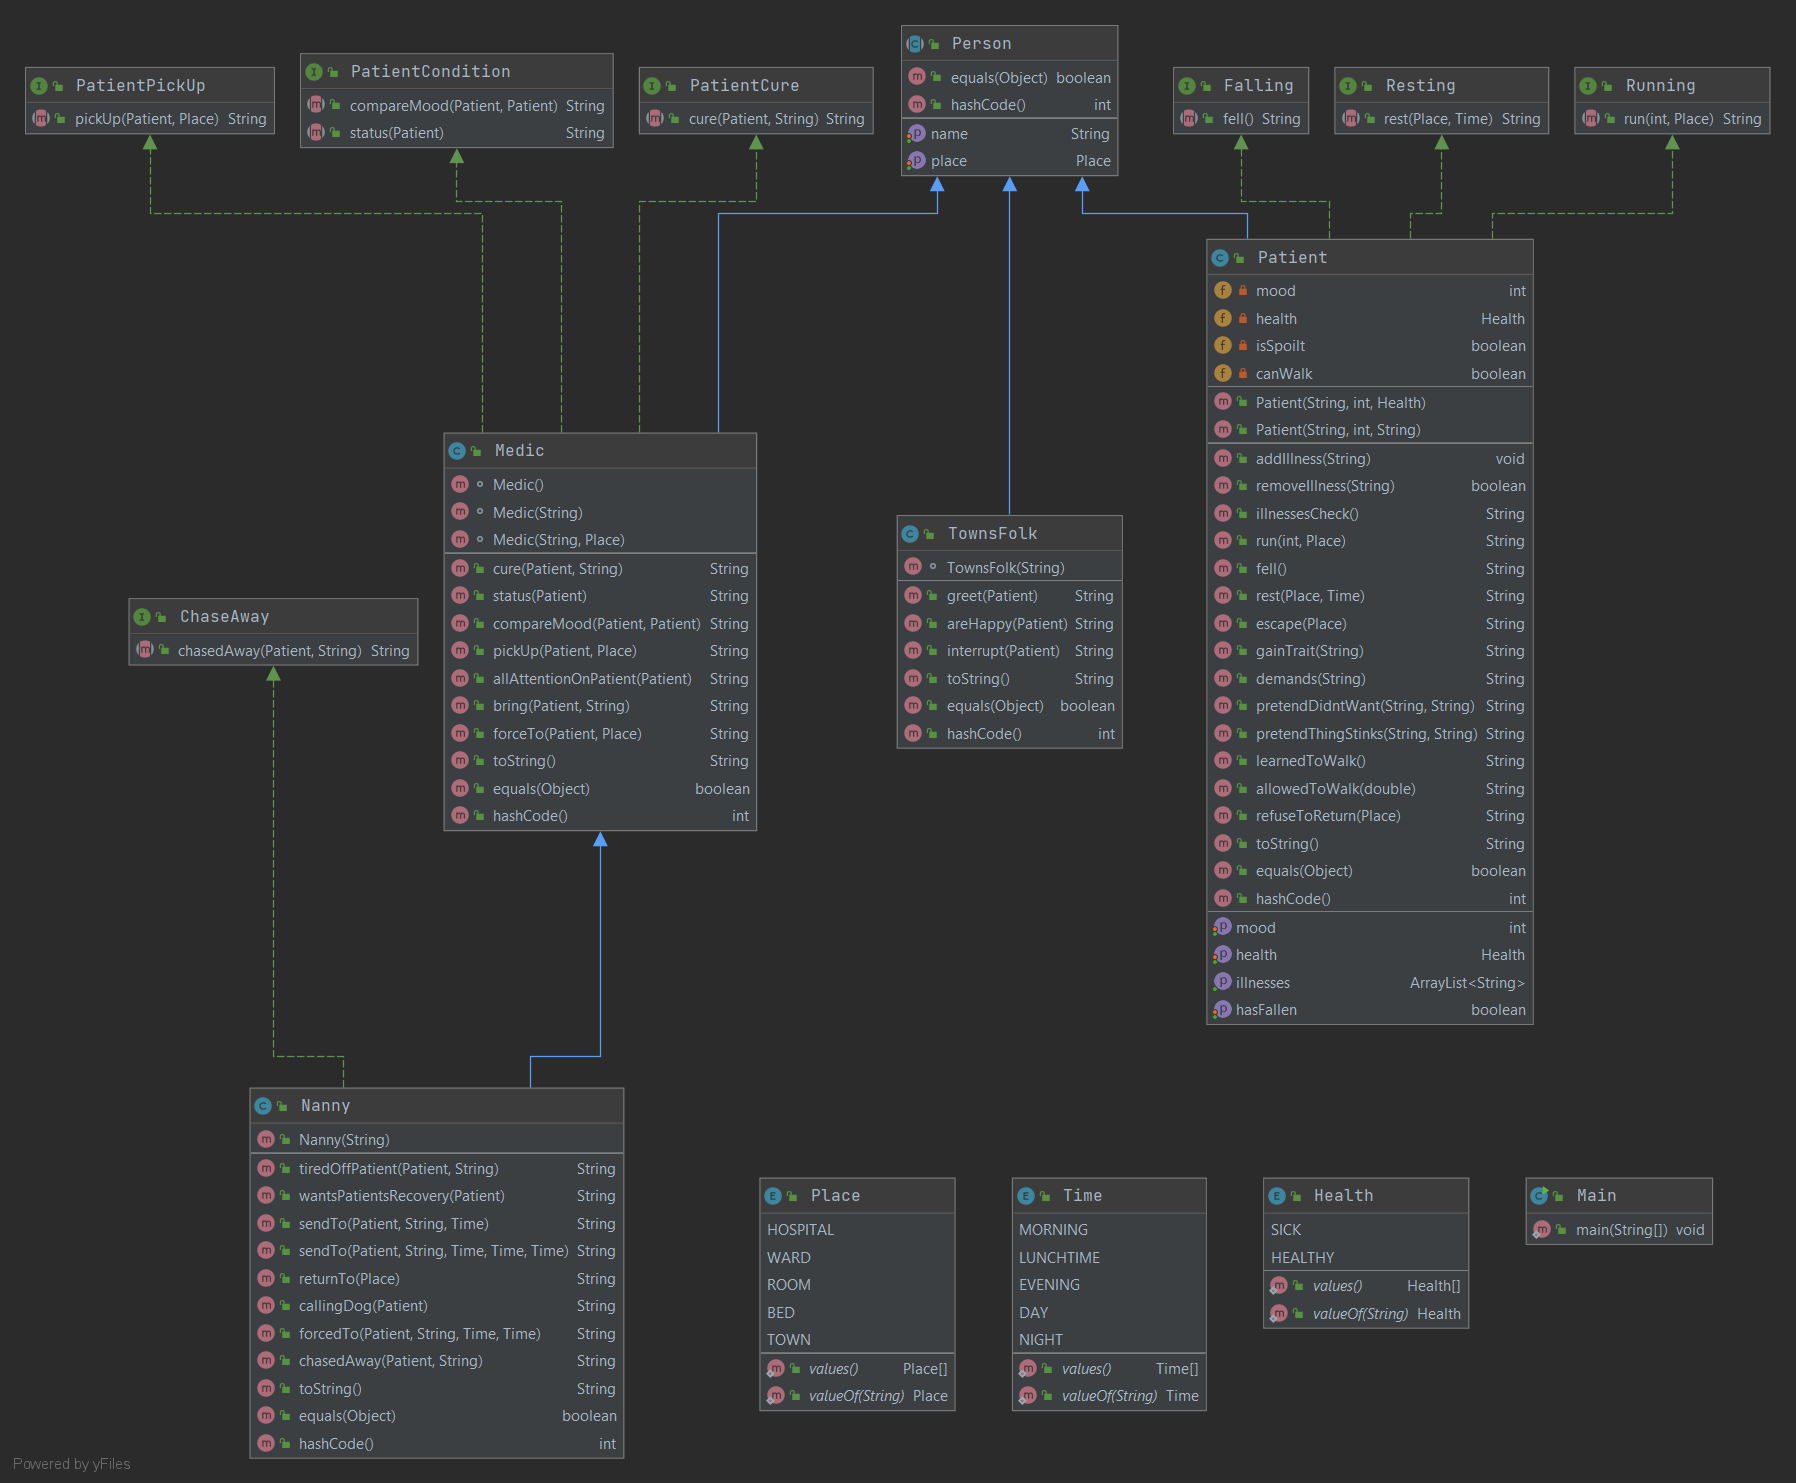 PatientPickUp
pickUp(Patient, Place) String
PatientCondition
compareMood(Patient, Patient) String
status(Patient) String
PatientCure
cure(Patient, String) String
Person
equals(Object) boolean
hashCode() int
name String
place Place
Falling
fell() String
Resting
rest(Place, Time) String
Running
run(int, Place) String
Patient
mood int
health Health
isSpoilt boolean
canWalk boolean
Patient(String, int, Health)
Patient(String, int, String)
addIllness(String) void
removeIllness(String) boolean
illnessesCheck() String
run(int, Place) String
fell() String
rest(Place, Time) String
escape(Place) String
gainTrait(String) String
demands(String) String
pretendDidntWant(String, String) String
pretendThingStinks(String, String) String
learnedToWalk() String
allowedToWalk(double) String
refuseToReturn(Place) String
toString() String
equals(Object) boolean
hashCode() int
mood int
health Health
illnesses ArrayList<String>
hasFallen boolean
Medic
Medic()
Medic(String)
Medic(String, Place)
cure(Patient, String) String
status(Patient) String
compareMood(Patient, Patient) String
pickUp(Patient, Place) String
allAttentionOnPatient(Patient) String
bring(Patient, String) String
forceTo(Patient, Place) String
toString() String
equals(Object) boolean
hashCode() int
TownsFolk
TownsFolk(String)
greet(Patient) String
areHappy(Patient) String
interrupt(Patient) String
toString() String
equals(Object) boolean
hashCode() int
ChaseAway
chasedAway(Patient, String) String
Nanny
Nanny(String)
tiredOffPatient(Patient, String) String
wantsPatientsRecovery(Patient) String
sendTo(Patient, String, Time) String
sendTo(Patient, String, Time, Time, Time) String
returnTo(Place) String
callingDog(Patient) String
forcedTo(Patient, String, Time, Time) String
chasedAway(Patient, String) String
toString() String
equals(Object) boolean
hashCode() int
Place
HOSPITAL
WARD
ROOM
BED
TOWN
values() Place[]
valueOf(String) Place
Time
MORNING
LUNCHTIME
EVENING
DAY
NIGHT
values() Time[]
valueOf(String) Time
Health
SICK
HEALTHY
values() Health[]
valueOf(String) Health
Main
main(String[]) void
Powered by yFiles